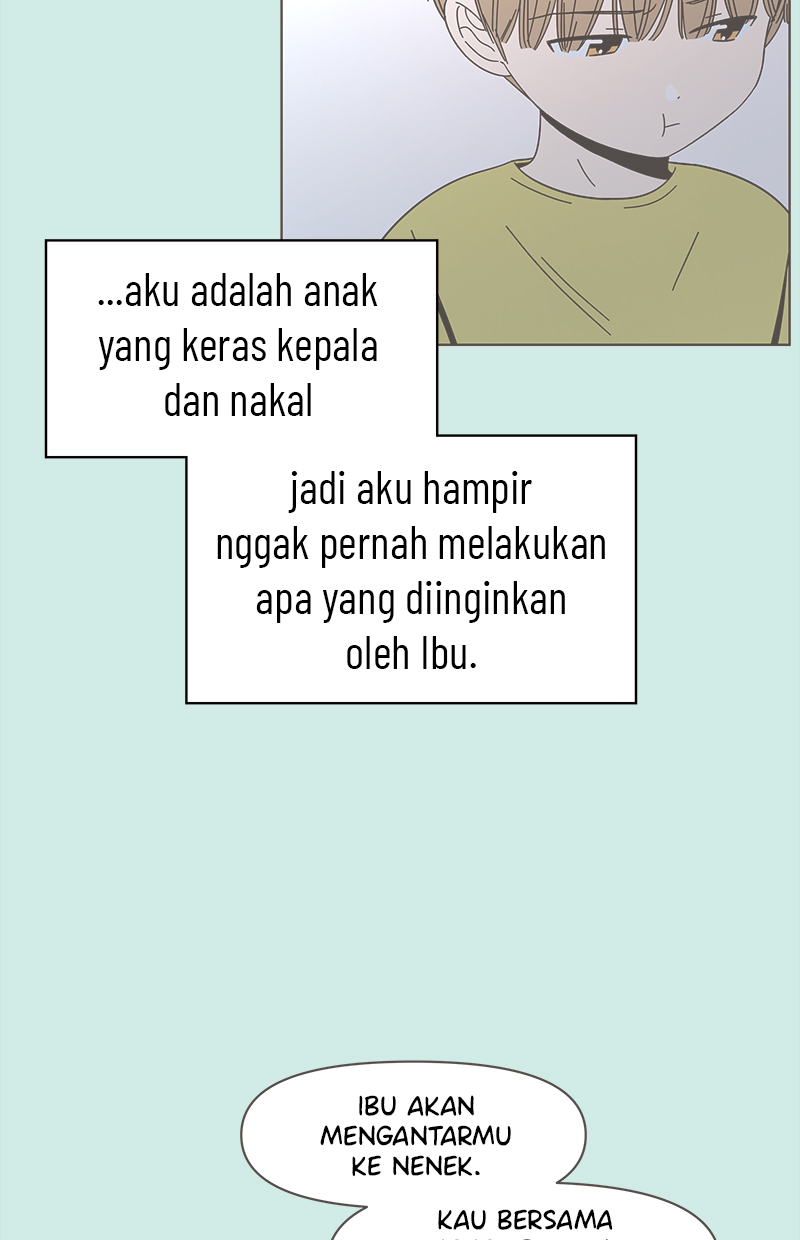 ...aku adalah anak
yang keras kepala
dan nakal
jadi aku hampir
nggak pernah melakukan
apa yang diinginkan
oleh Ibu.
IBU AKAN
MENGANTARMU
KE NENEK.
KAU BERSAMA